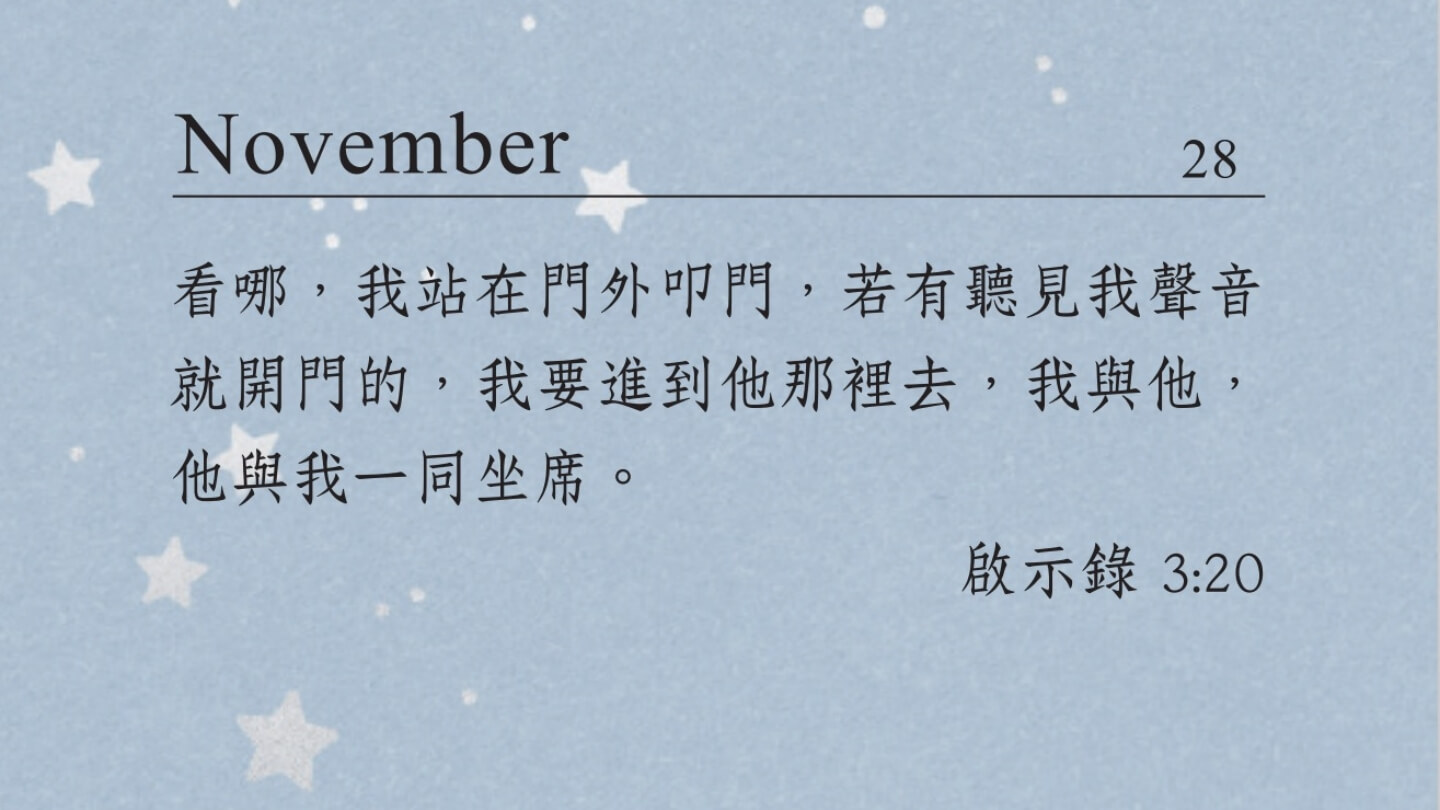 November 28
看哪，我站在門外叩門，若有聽見我聲音
就開門的，我要進到他那裡去，我與他，
他與我一同坐席。
啟示錄 3:20